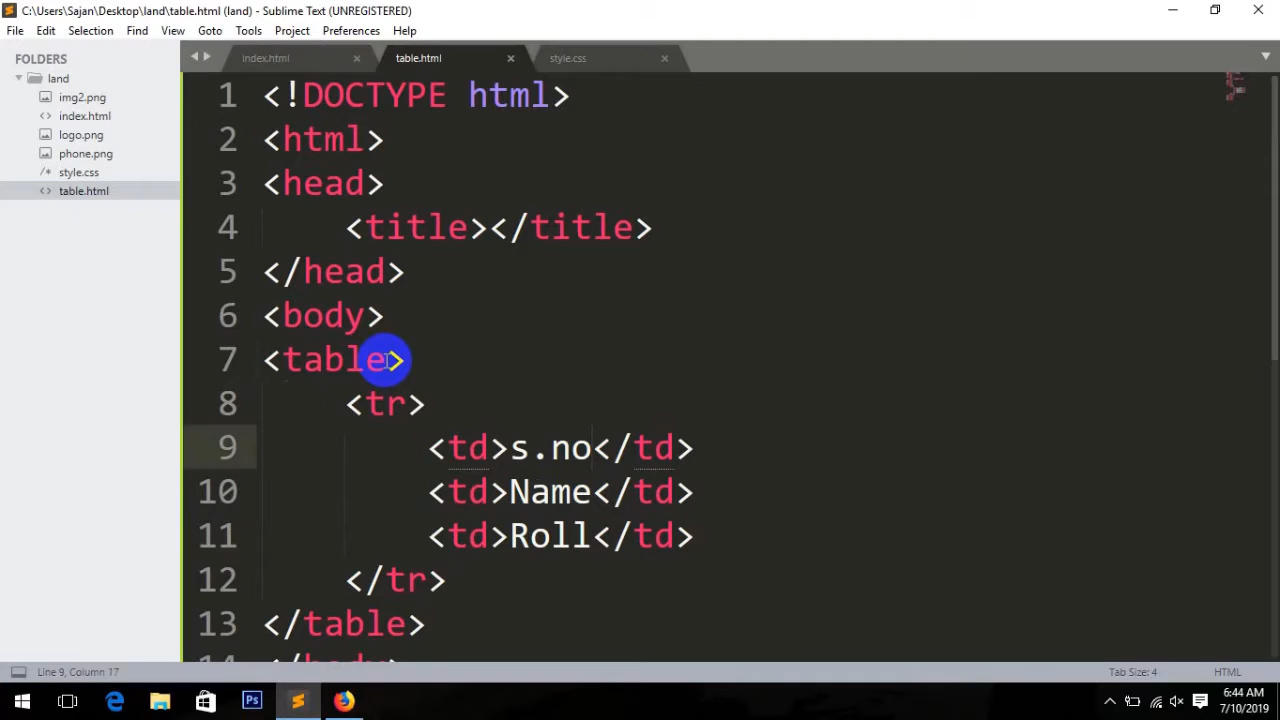 C:\Users\Sajan\Desktop\land\table.html (land) - Sublime Text (UNREGISTERED)
File Edit Selection Find View Goto Tools Project Preferences Help
FOLDERS
land
img2.png
index.html
logo.png
phone.png
style.css
table.html
index.html table.html style.css
1 <!DOCTYPE html>
2 <html>
3 <head>
4 <title></title>
5 </head>
6 <body>
7 <table>
8 <tr>
9 <td>s.no</td>
10 <td>Name</td>
11 <td>Roll</td>
12 </tr>
13 </table>
14 </body>
Line 9, Column 17 Tab Size: 4 HTML
Ps
6:44 AM
7/10/2019